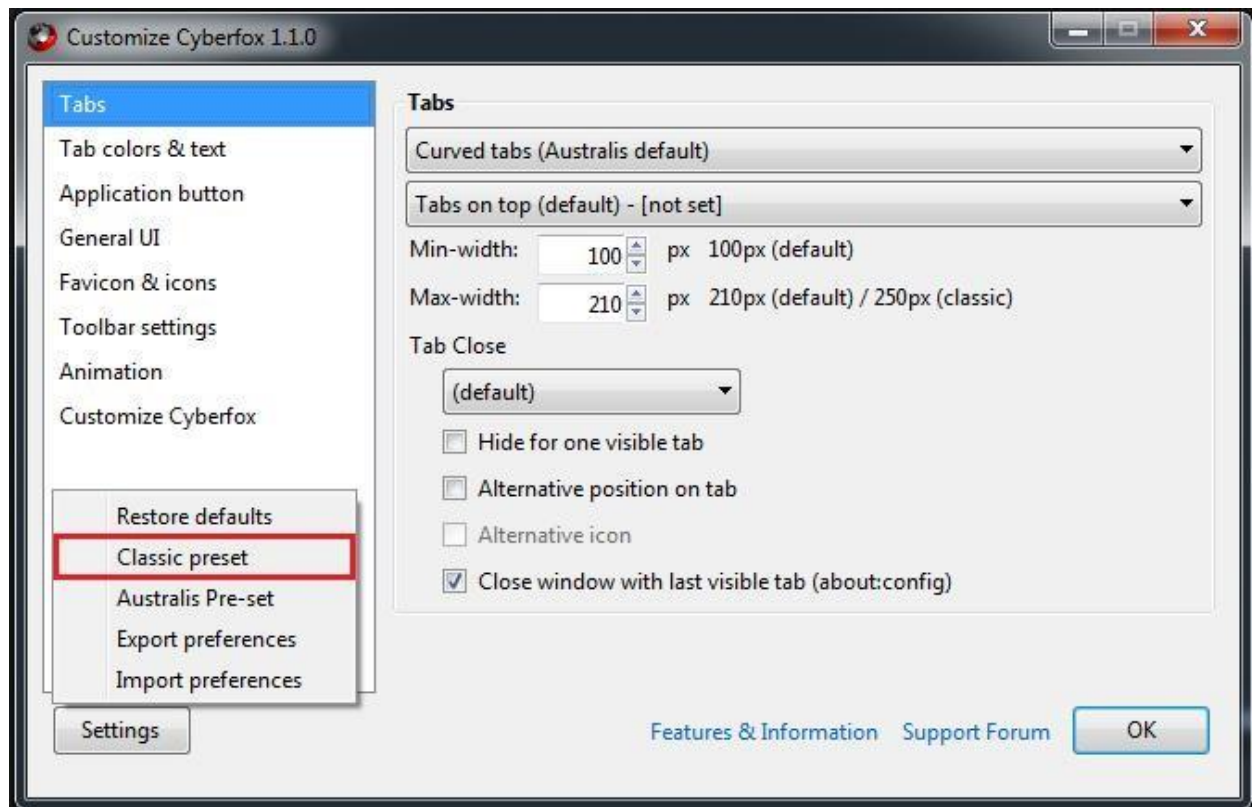 Customize Cyberfox 1.1.0
Tabs
Tab colors & text
Application button
General UI
Favicon & icons
Toolbar settings
Animation
Customize Cyberfox
Restore defaults
Classic preset
Australis Pre-set
Export preferences
Import preferences
Settings
Tabs
Curved tabs (Australis default)
Tabs on top (default) - [not set]
Min-width: 100 px 100px (default)
Max-width: 210 px 210px (default) / 250px (classic)
Tab Close
(default)
Hide for one visible tab
Alternative position on tab
Alternative icon
Close window with last visible tab (about:config)
Features & Information Support Forum OK